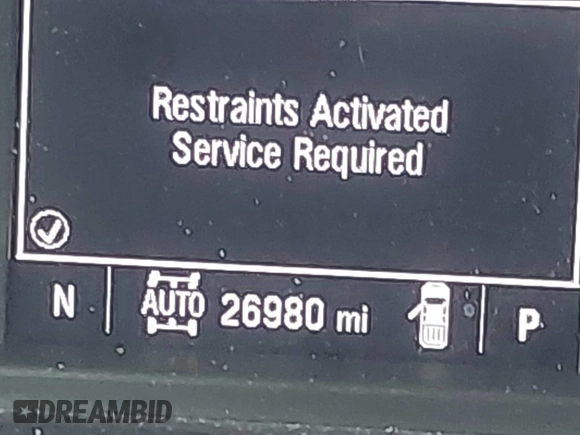 Restraints Activated
Service Required
N AUTO 26980 mi P
DREAMBID